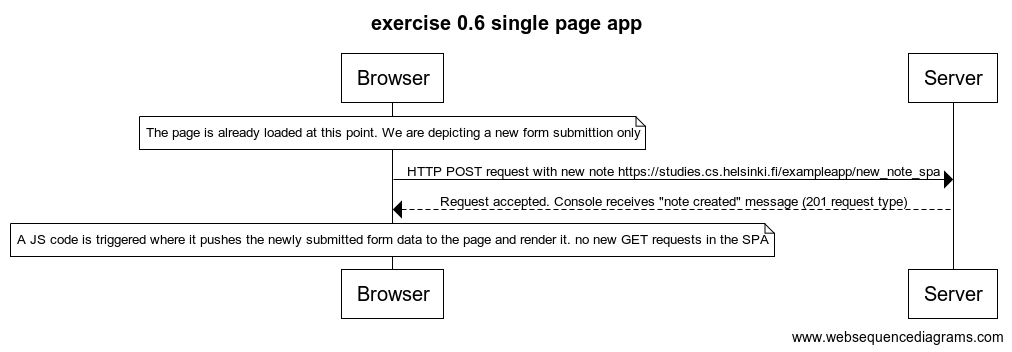 exercise 0.6 single page app
Browser
Server
The page is already loaded at this point. We are depicting a new form submittion only
HTTP POST request with new note https://studies.cs.helsinki.fi/exampleapp/new_note_spa
Request accepted. Console receives "note created" message (201 request type)
A JS code is triggered where it pushes the newly submitted form data to the page and render it. no new GET requests in the SPA
Browser
Server
www.websequencediagrams.com